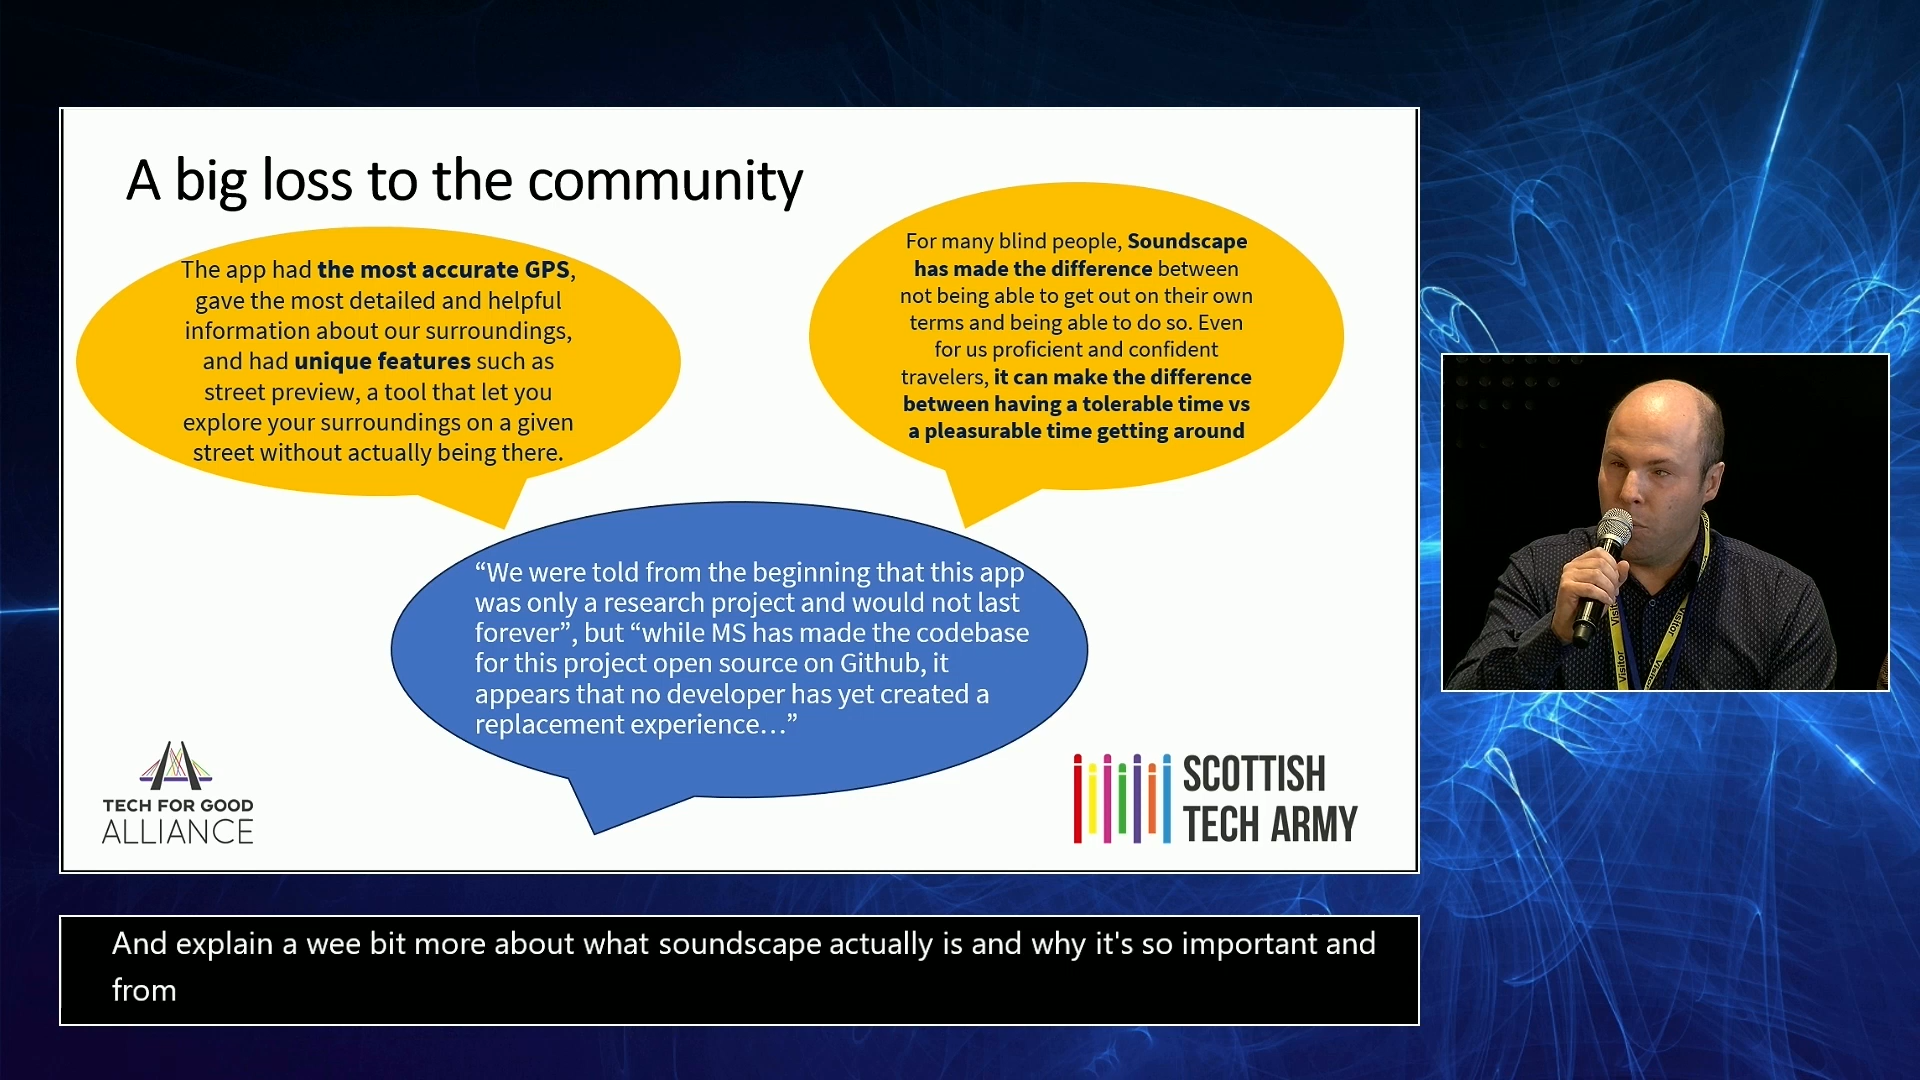 A big loss to the community
The app had the most accurate GPS,
gave the most detailed and helpful
information about our surroundings,
and had unique features such as
street preview, a tool that let you
explore your surroundings on a given
street without actually being there.
For many blind people, Soundscape
has made the difference between
not being able to get out on their own
terms and being able to do so. Even
for us proficient and confident
travelers, it can make the difference
between having a tolerable time vs
a pleasurable time getting around
“We were told from the beginning that this app
was only a research project and would not last
forever”, but “while MS has made the codebase
for this project open source on Github, it
appears that no developer has yet created a
replacement experience…”
TECH FOR GOOD
ALLIANCE
SCOTTISH
TECH ARMY
Visitor
Visitor
Visitor
And explain a wee bit more about what soundscape actually is and why it's so important and
from